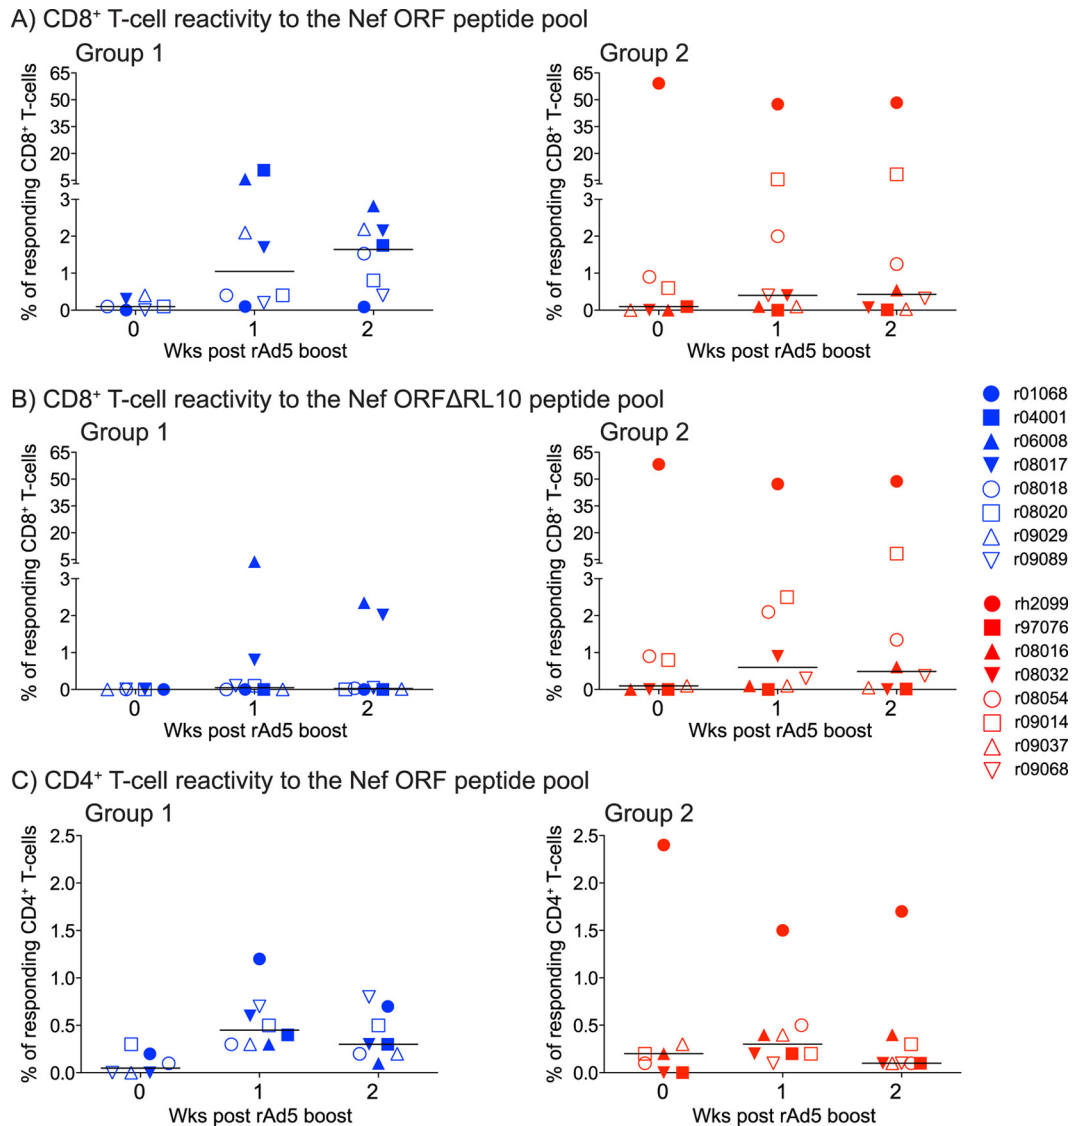 A) CD8⁺ T-cell reactivity to the Nef ORF peptide pool
Group 1
% of responding CD8⁺ T-cells
65
50
35
20
5
3
2
1
0
0 1 2
Wks post rAd5 boost
Group 2
% of responding CD8⁺ T-cells
65
50
35
20
5
3
2
1
0
0 1 2
Wks post rAd5 boost
B) CD8⁺ T-cell reactivity to the Nef ORFΔRL10 peptide pool
Group 1
% of responding CD8⁺ T-cells
65
50
35
20
5
3
2
1
0
0 1 2
Wks post rAd5 boost
Group 2
% of responding CD8⁺ T-cells
65
50
35
20
5
3
2
1
0
0 1 2
Wks post rAd5 boost
r01068
r04001
r06008
r08017
r08018
r08020
r09029
r09089
rh2099
r97076
r08016
r08032
r08054
r09014
r09037
r09068
C) CD4⁺ T-cell reactivity to the Nef ORF peptide pool
Group 1
% of responding CD4⁺ T-cells
2.5
2.0
1.5
1.0
0.5
0.0
0 1 2
Wks post rAd5 boost
Group 2
% of responding CD4⁺ T-cells
2.5
2.0
1.5
1.0
0.5
0.0
0 1 2
Wks post rAd5 boost